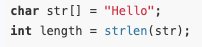 char str[] = "Hello";
int length = strlen(str);